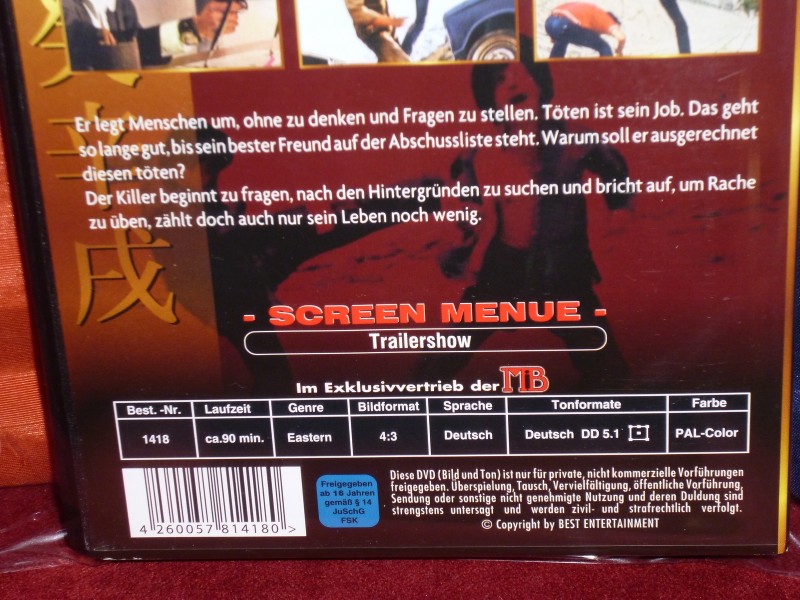 Er legt Menschen um, ohne zu denken und Fragen zu stellen. Töten ist sein Job. Das geht
so lange gut, bis sein bester Freund auf der Abschussliste steht. Warum soll er ausgerechnet
diesen töten?
Der Killer beginnt zu fragen, nach den Hintergründen zu suchen und bricht auf, um Rache
zu üben, zählt doch auch nur sein Leben noch wenig.
戌
- SCREEN MENUE -
Trailershow
Im Exklusivvertrieb der MiB
Best. -Nr. Laufzeit Genre Bildformat Sprache Tonformate Farbe
1418 ca.90 min. Eastern 4:3 Deutsch Deutsch DD 5.1 PAL-Color
Freigegeben
ab 16 Jahren
gemäß § 14
JuSchG
FSK
Diese DVD (Bild und Ton) ist nur für private, nicht kommerzielle Vorführungen
freigegeben. Überspielung, Tausch, Vervielfältigung, öffentliche Vorführung,
Sendung oder sonstige nicht genehmigte Nutzung und deren Duldung sind
strengstens untersagt und werden zivil- und strafrechtlich verfolgt.
© Copyright by BEST ENTERTAINMENT
4 260057 814180 >